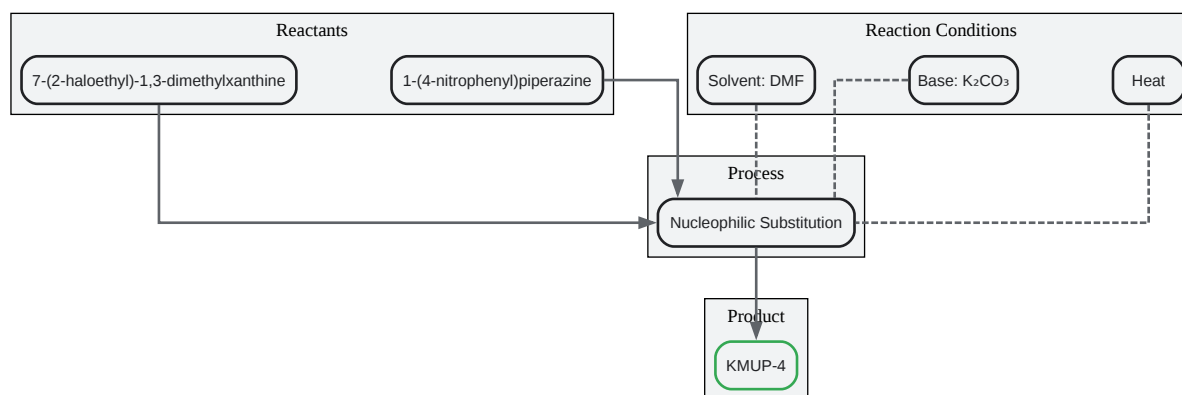 Reactants
Reaction Conditions
7-(2-haloethyl)-1,3-dimethylxanthine
1-(4-nitrophenyl)piperazine
Solvent: DMF
Base: K₂CO₃
Heat
Process
Nucleophilic Substitution
Product
KMUP-4